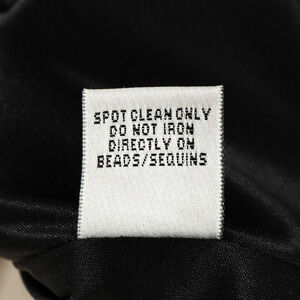 SPOT CLEAN ONLY
DO NOT IRON
DIRECTLY ON
BEADS/SEQUINS